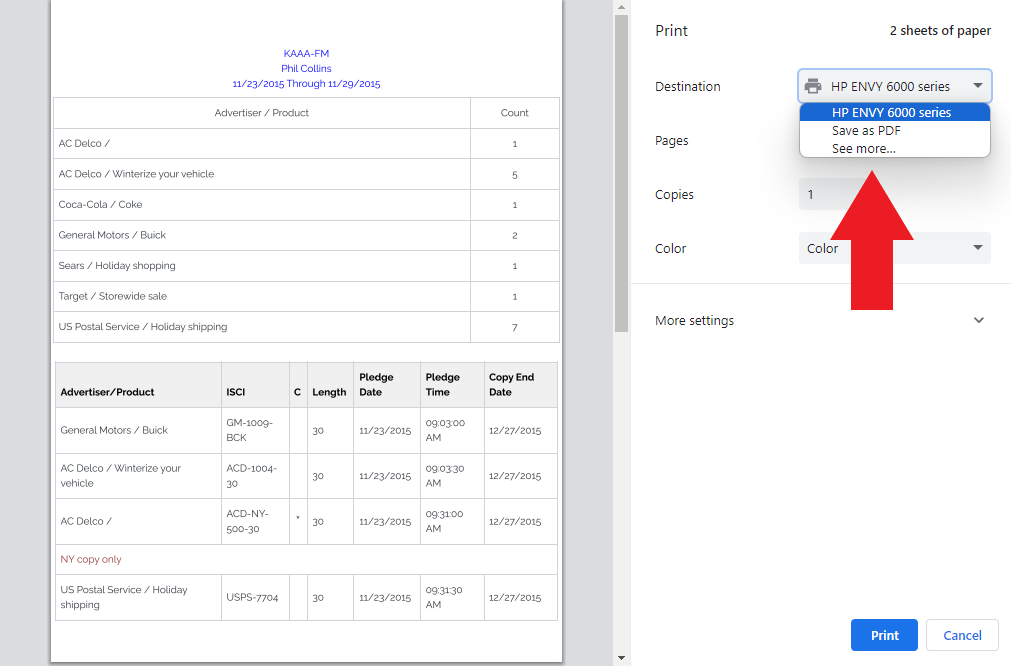 KAAA-FM
Phil Collins
11/23/2015 Through 11/29/2015
Advertiser / Product Count
AC Delco / 1
AC Delco / Winterize your vehicle 5
Coca-Cola / Coke 1
General Motors / Buick 2
Sears / Holiday shopping 1
Target / Storewide sale 1
US Postal Service / Holiday shipping 7
Advertiser/Product ISCI C Length Pledge Date Pledge Time Copy End Date
General Motors / Buick GM-1009-BCK 30 11/23/2015 09:03:00 AM 12/27/2015
AC Delco / Winterize your vehicle ACD-1004-30 30 11/23/2015 09:03:30 AM 12/27/2015
AC Delco / ACD-NY-500-30 * 30 11/23/2015 09:31:00 AM 12/27/2015
NY copy only
US Postal Service / Holiday shipping USPS-7704 30 11/23/2015 09:31:30 AM 12/27/2015
Print 2 sheets of paper
Destination HP ENVY 6000 series
HP ENVY 6000 series
Save as PDF
See more...
Pages
Copies 1
Color Color
More settings
Print Cancel